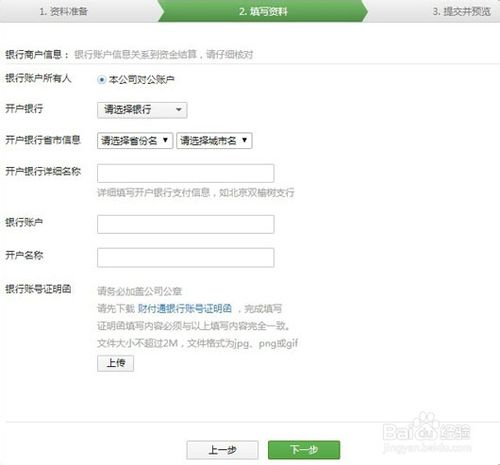 1. 资料准备 2. 填写资料 3. 提交并预览
银行商户信息： 银行账户信息关系到资金结算，请仔细核对
银行账户所有人 本公司对公账户
开户银行 请选择银行
开户银行省市信息 请选择省份名 请选择城市名
开户银行详细名称
详细填写开户银行支付信息，如北京双榆树支行
银行账户
开户名称
银行账号证明函 请务必加盖公司公章
请先下载 财付通银行账号证明函 ，完成填写
证明函填写内容必须与以上填写内容完全一致。
文件大小不超过2M，文件格式为jpg、png或gif
上传
上一步 下一步
Baidu 经验
jingyan.baidu.com